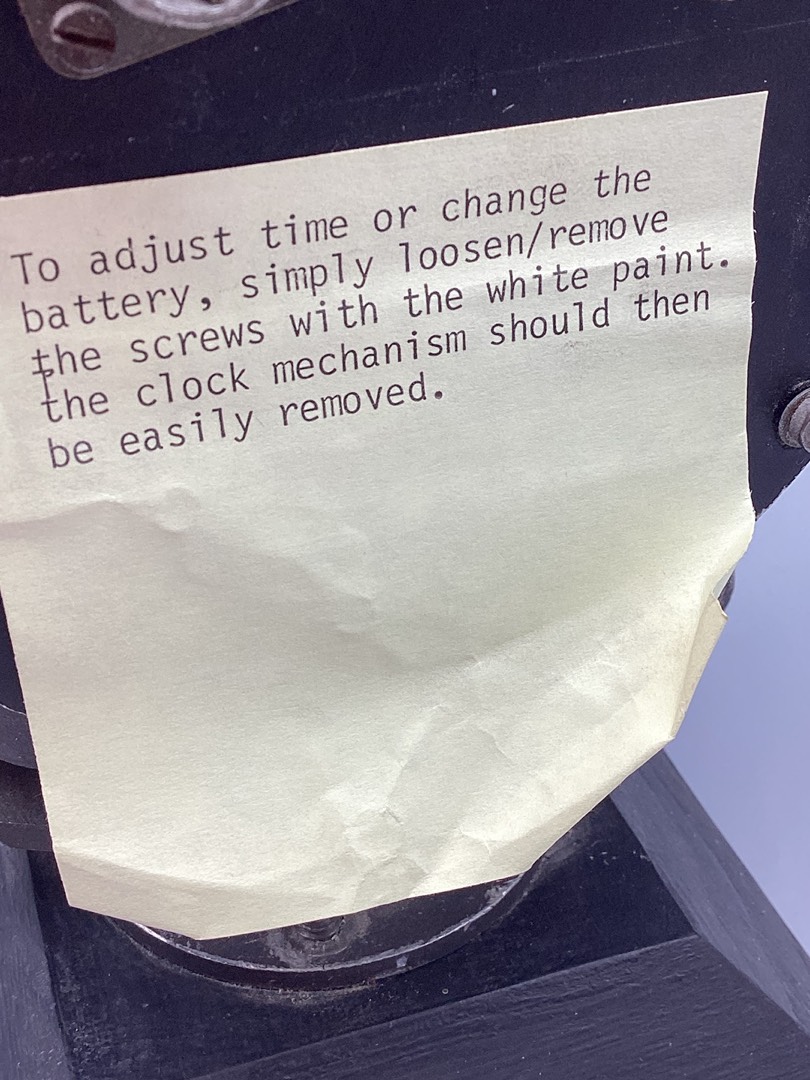 To adjust time or change the
battery, simply loosen/remove
the screws with the white paint.
the clock mechanism should then
be easily removed.